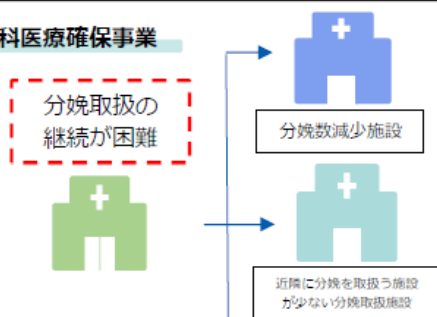 科医療確保事業
分娩取扱の
継続が困難
分娩数減少施設
近隣に分娩を取扱う施設
が少ない分娩取扱施設